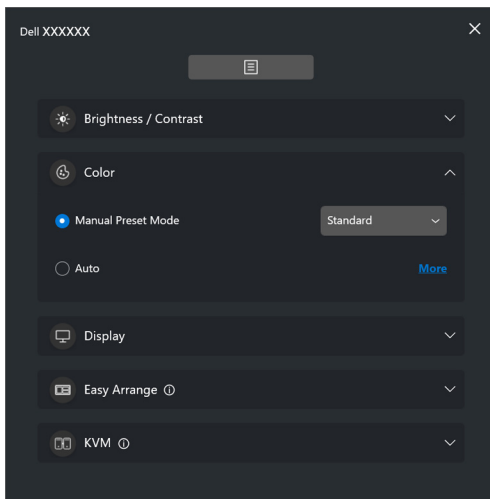 Dell XXXXXX
Brightness / Contrast
Color
Manual Preset Mode Standard
Auto More
Display
Easy Arrange
KVM